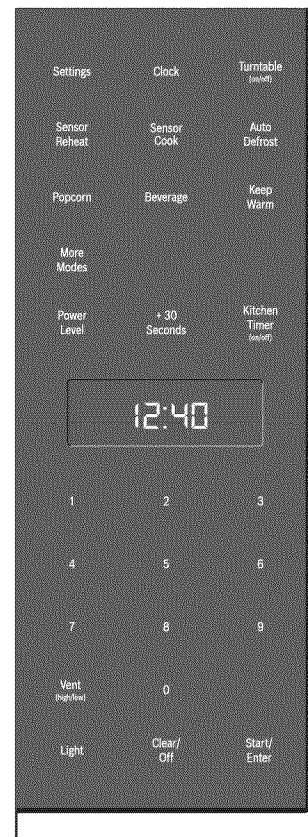 Settings Clock Turntable
(on/off)
Sensor Reheat Sensor Cook Auto Defrost
Popcorn Beverage Keep Warm
More Modes
Power Level + 30 Seconds Kitchen Timer
(on/off)
12:40
1 2 3
4 5 6
7 8 9
Vent 0
(high/low)
Light Clear/Off Start/Enter